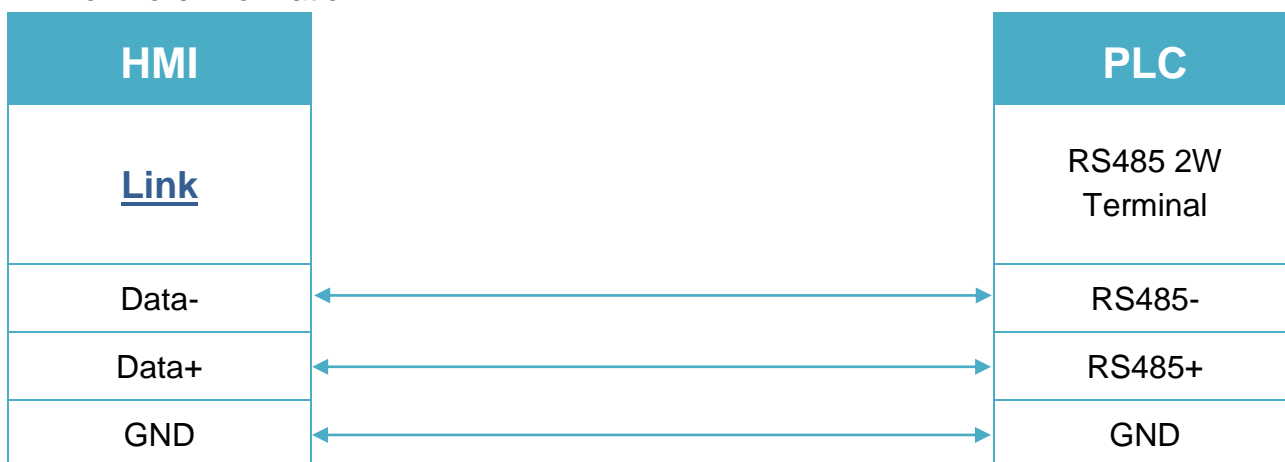 HMI
PLC
Link
RS485 2W
Terminal
Data-
RS485-
Data+
RS485+
GND
GND